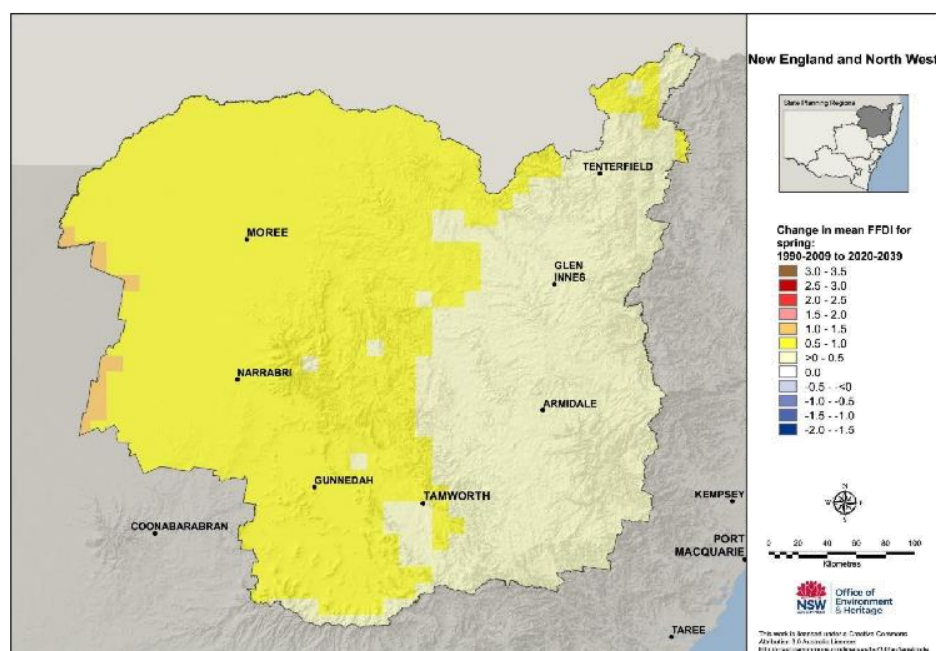 New England and North West
State Planning Regions
TENTERFIELD
MOREE
GLEN
INNES
NARRABRI
ARMIDALE
GUNNEDAH
TAMWORTH
COONABARABRAN
KEMPSEY
PORT
MACQUARIE
TAREE
Change in mean FFDI for
spring:
1990-2009 to 2020-2039
3.0 - 3.5
2.5 - 3.0
2.0 - 2.5
1.5 - 2.0
1.0 - 1.5
0.5 - 1.0
>0 - 0.5
0.0
-0.5 - <0
-1.0 - -0.5
-1.5 - -1.0
-2.0 - -1.5
N
W E
S
0 20 40 60 80 100
Kilometres
NSW
GOVERNMENT
Office of
Environment
& Heritage
This work is licensed under a Creative Commons
Attribution 3.0 Australia Licence